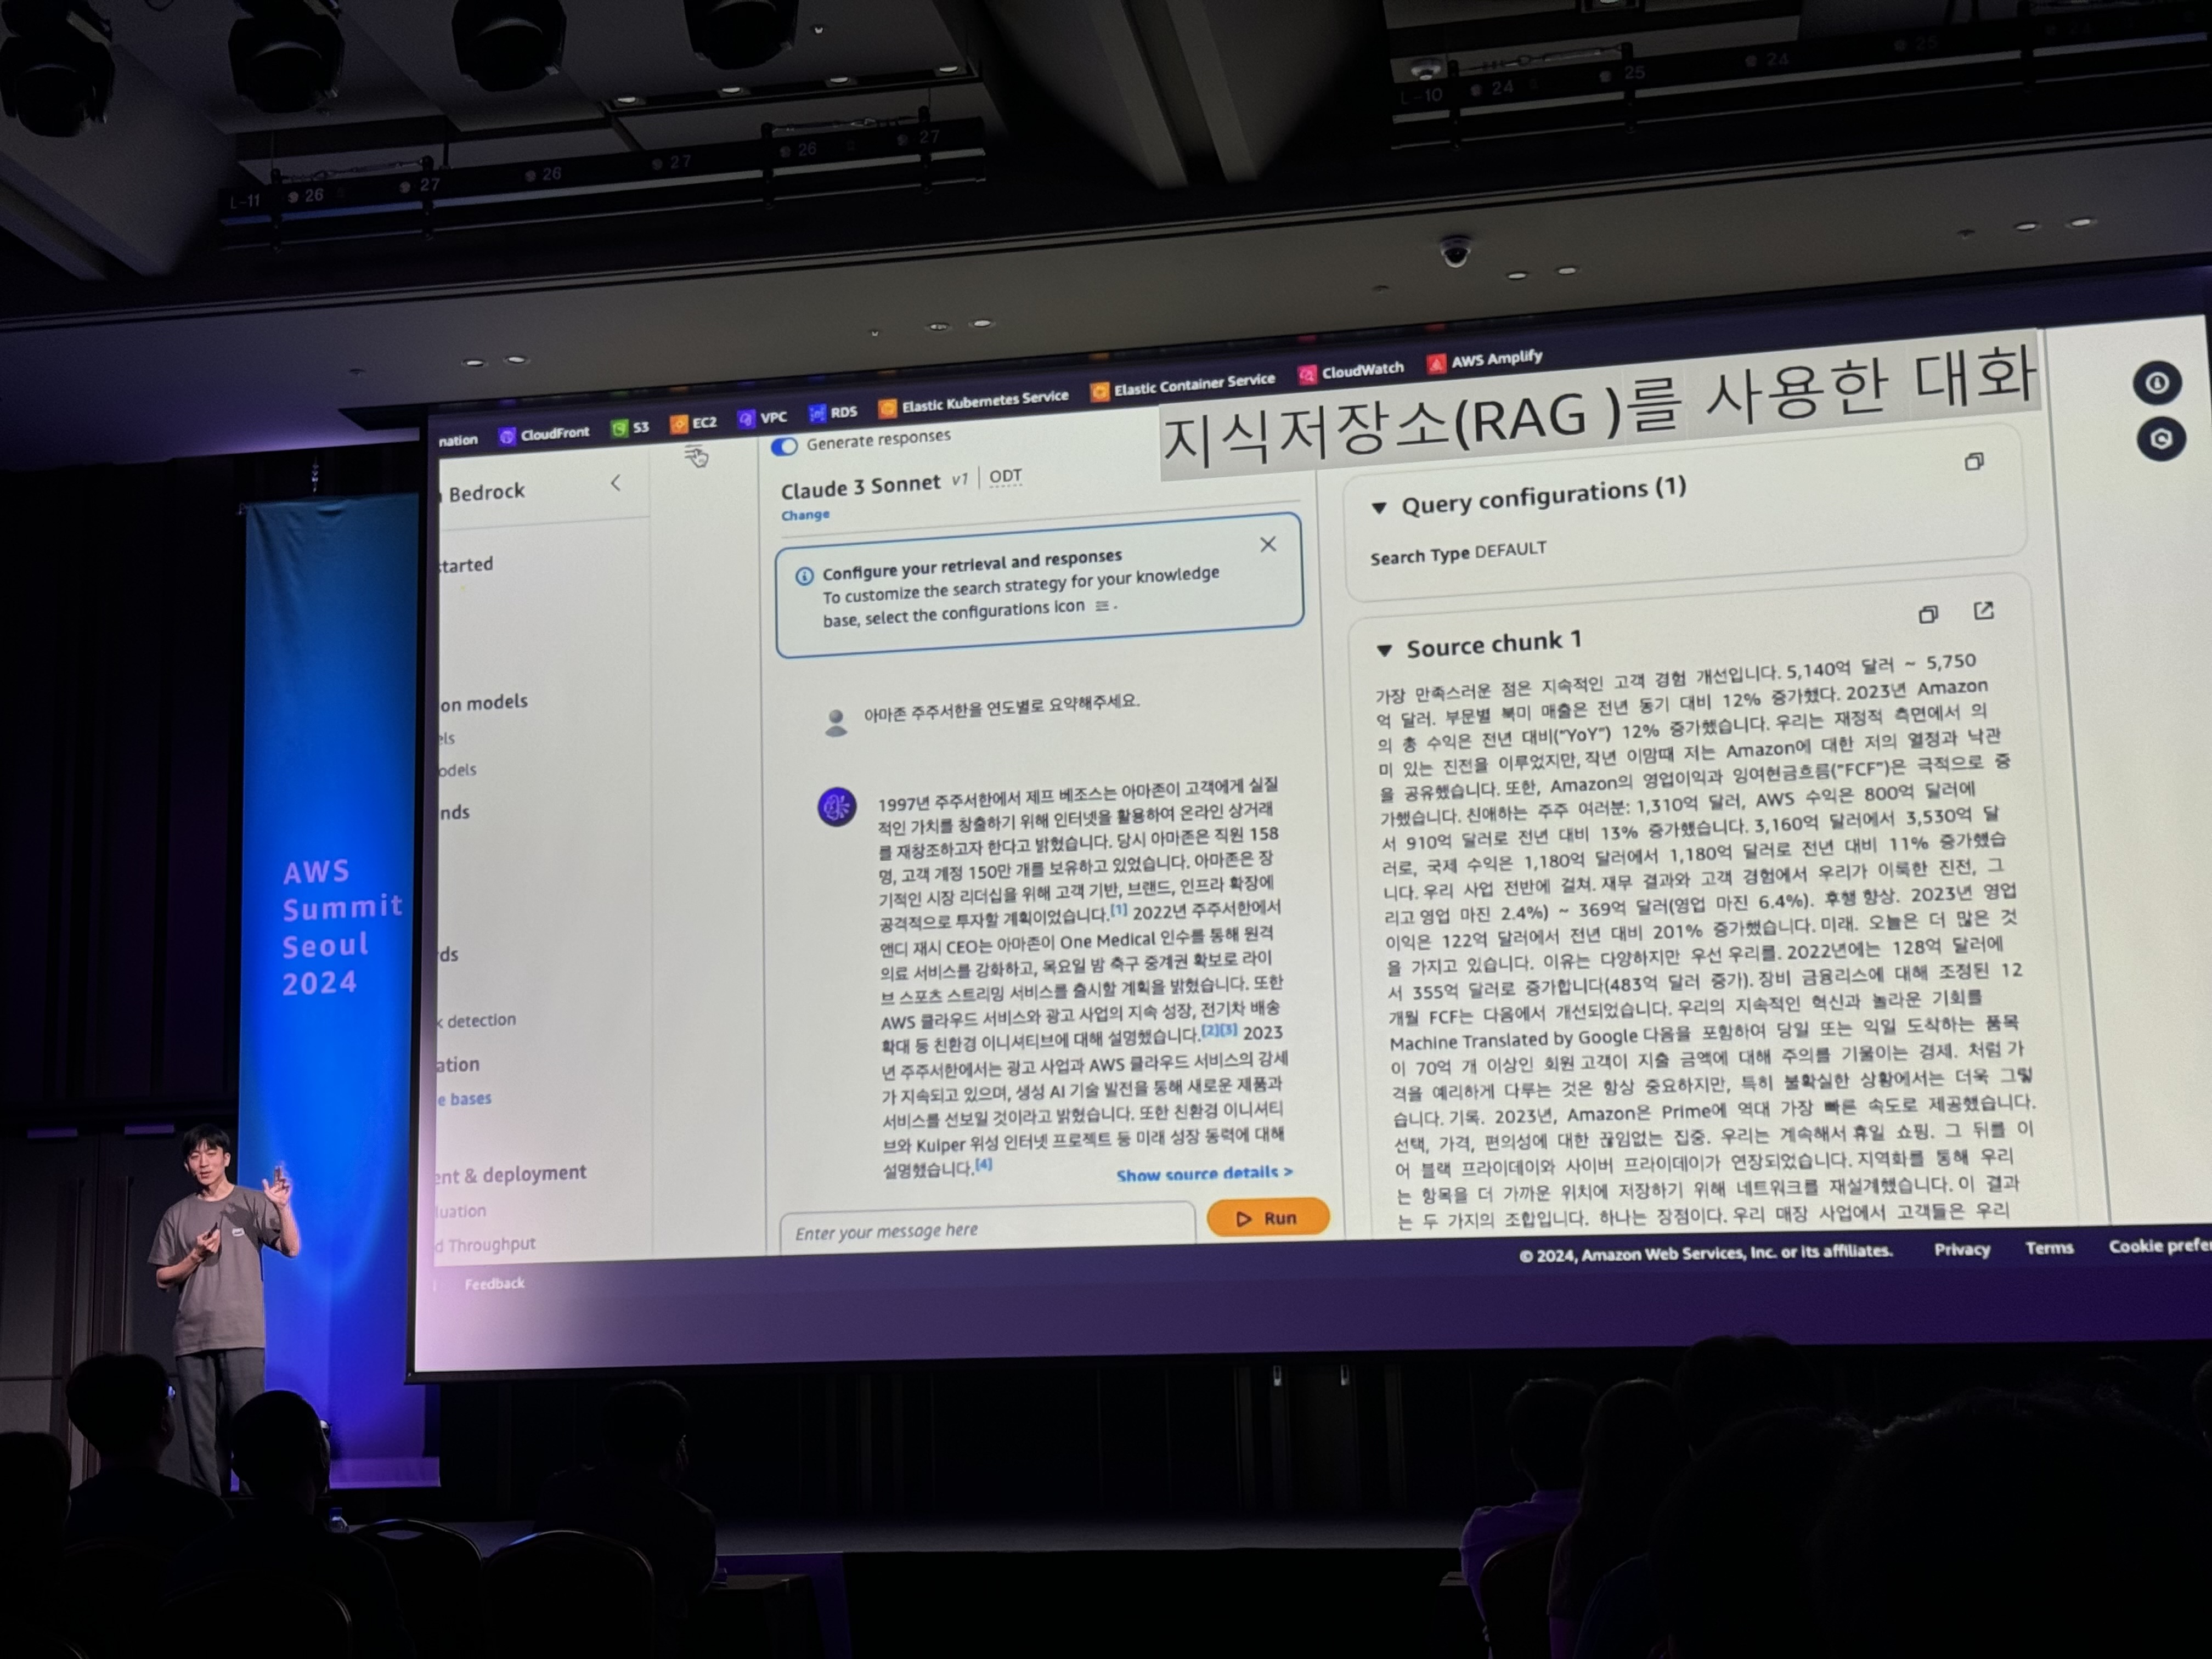 L-11 26 27 26 27 26 27
L-10 24 25 24 25
nation CloudFront S3 EC2 VPC RDS Elastic Kubernetes Service Elastic Container Service CloudWatch AWS Amplify
지식저장소(RAG )를 사용한 대화
Bedrock
started
on models
els
odels
nds
ds
k detection
ation
e bases
ent & deployment
luation
d Throughput
Feedback
Generate responses
Claude 3 Sonnet v1 | ODT
Change
Configure your retrieval and responses
To customize the search strategy for your knowledge
base, select the configurations icon .
아마존 주주서한을 연도별로 요약해주세요.
1997년 주주서한에서 제프 베조스는 아마존이 고객에게 실질
적인 가치를 창출하기 위해 인터넷을 활용하여 온라인 상거래
를 재창조하고자 한다고 밝혔습니다. 당시 아마존은 직원 158
명, 고객 계정 150만 개를 보유하고 있었습니다. 아마존은 장
기적인 시장 리더십을 위해 고객 기반, 브랜드, 인프라 확장에
공격적으로 투자할 계획이었습니다.[1] 2022년 주주서한에서
앤디 재시 CEO는 아마존이 One Medical 인수를 통해 원격
의료 서비스를 강화하고, 목요일 밤 축구 중계권 확보로 라이
브 스포츠 스트리밍 서비스를 출시할 계획을 밝혔습니다. 또한
AWS 클라우드 서비스와 광고 사업의 지속 성장, 전기차 배송
확대 등 친환경 이니셔티브에 대해 설명했습니다.[2][3] 2023
년 주주서한에서는 광고 사업과 AWS 클라우드 서비스의 강세
가 지속되고 있으며, 생성 AI 기술 발전을 통해 새로운 제품과
서비스를 선보일 것이라고 밝혔습니다. 또한 친환경 이니셔티
브와 Kuiper 위성 인터넷 프로젝트 등 미래 성장 동력에 대해
설명했습니다.[4]
Show source details >
Enter your message here
Run
Query configurations (1)
Search Type DEFAULT
Source chunk 1
가장 만족스러운 점은 지속적인 고객 경험 개선입니다. 5,140억 달러 ~ 5,750
억 달러. 부문별 북미 매출은 전년 동기 대비 12% 증가했다. 2023년 Amazon
의 총 수익은 전년 대비("YoY") 12% 증가했습니다. 우리는 재정적 측면에서 의
미 있는 진전을 이루었지만, 작년 이맘때 저는 Amazon에 대한 저의 열정과 낙관
을 공유했습니다. 또한, Amazon의 영업이익과 잉여현금흐름("FCF")은 극적으로 증
가했습니다. 친애하는 주주 여러분: 1,310억 달러, AWS 수익은 800억 달러에
서 910억 달러로 전년 대비 13% 증가했습니다. 3,160억 달러에서 3,530억 달
러로, 국제 수익은 1,180억 달러에서 1,180억 달러로 전년 대비 11% 증가했습
니다. 우리 사업 전반에 걸쳐. 재무 결과와 고객 경험에서 우리가 이룩한 진전, 그
리고 영업 마진 2.4%) ~ 369억 달러(영업 마진 6.4%). 후행 향상. 2023년 영업
이익은 122억 달러에서 전년 대비 201% 증가했습니다. 미래. 오늘은 더 많은 것
을 가지고 있습니다. 이유는 다양하지만 우선 우리를. 2022년에는 128억 달러에
서 355억 달러로 증가합니다(483억 달러 증가). 장비 금융리스에 대해 조정된 12
개월 FCF는 다음에서 개선되었습니다. 우리의 지속적인 혁신과 놀라운 기회를
Machine Translated by Google 다음을 포함하여 당일 또는 익일 도착하는 품목
이 70억 개 이상인 회원 고객이 지출 금액에 대해 주의를 기울이는 경제. 처럼 가
격을 예리하게 다루는 것은 항상 중요하지만, 특히 불확실한 상황에서는 더욱 그렇
습니다. 기록. 2023년, Amazon은 Prime에 역대 가장 빠른 속도로 제공했습니다.
선택, 가격, 편의성에 대한 끊임없는 집중. 우리는 계속해서 휴일 쇼핑. 그 뒤를 이
어 블랙 프라이데이와 사이버 프라이데이가 연장되었습니다. 지역화를 통해 우리
는 항목을 더 가까운 위치에 저장하기 위해 네트워크를 재설계했습니다. 이 결과
는 두 가지의 조합입니다. 하나는 장점이다. 우리 매장 사업에서 고객들은 우리
© 2024, Amazon Web Services, Inc. or its affiliates. Privacy Terms Cookie prefer
AWS
Summit
Seoul
2024